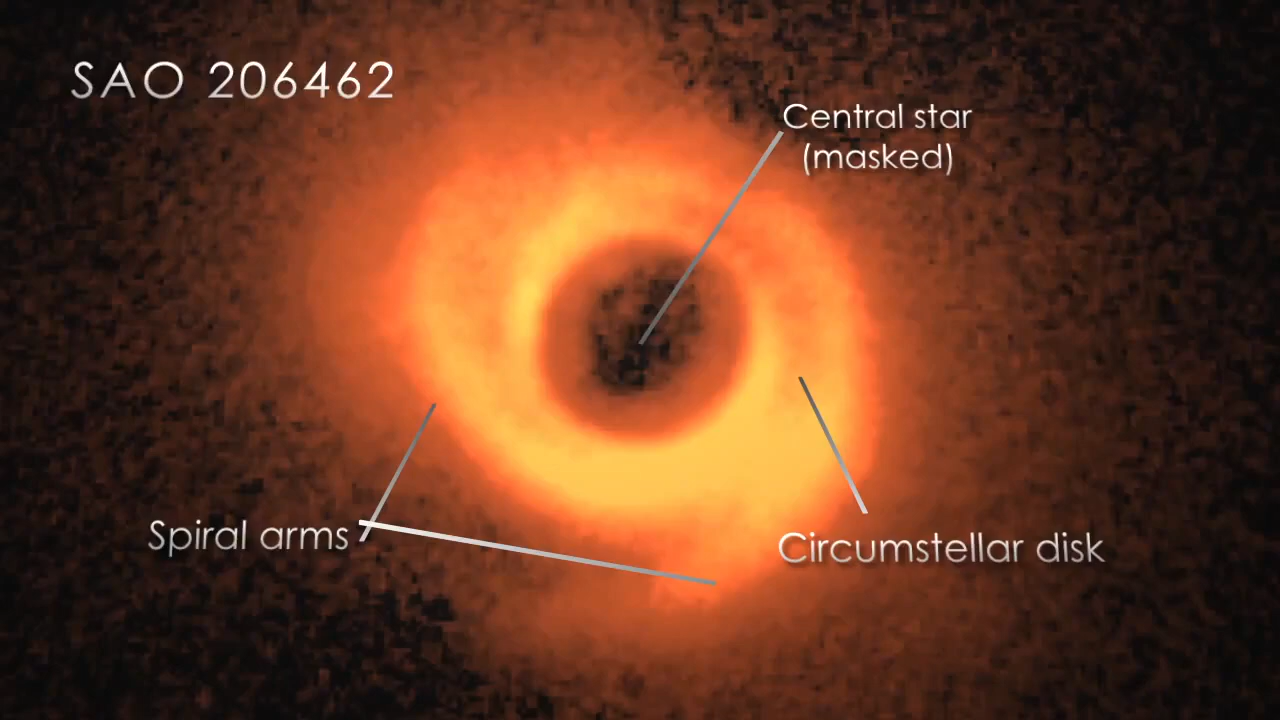 SAO 206462
Central star
(masked)
Spiral arms
Circumstellar disk